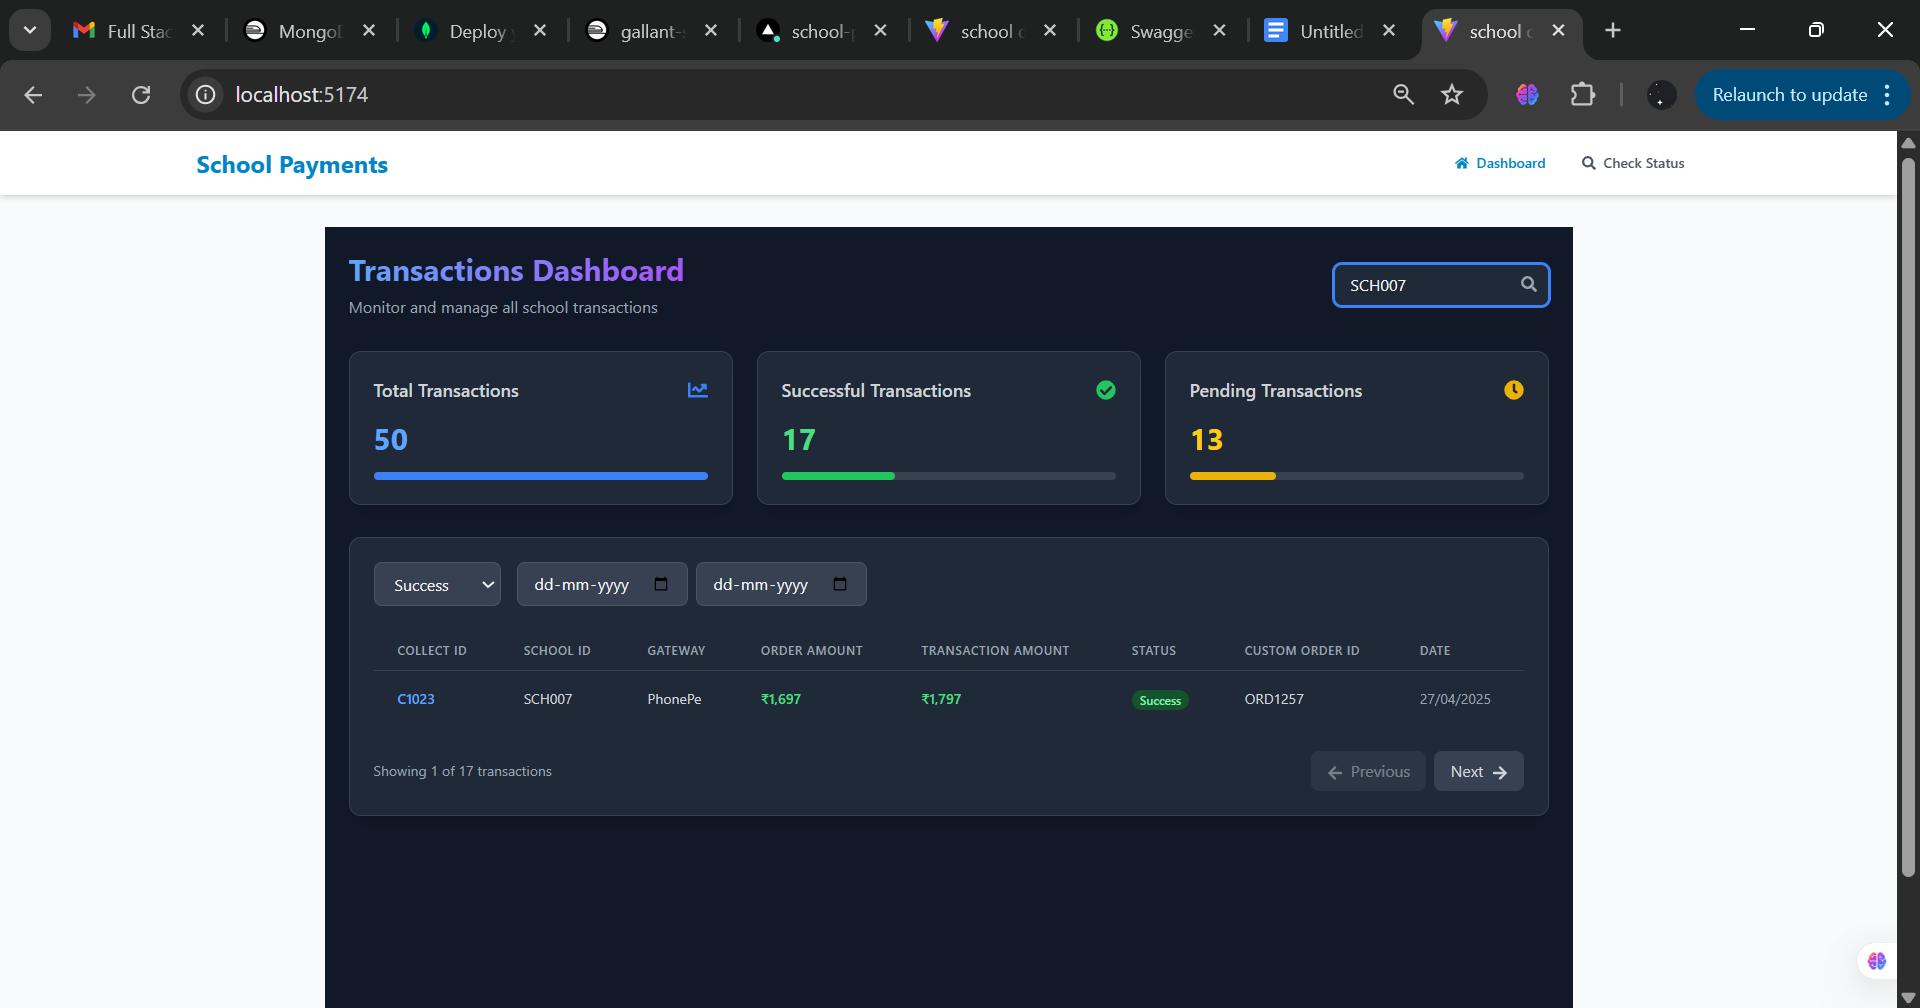 Full Stac
MongoD
Deploy
gallant-s
school-p
school c
Swagge
Untitled
school c
localhost:5174
Relaunch to update
School Payments
Dashboard
Check Status
Transactions Dashboard
Monitor and manage all school transactions
SCH007
Total Transactions
50
Successful Transactions
17
Pending Transactions
13
Success
dd-mm-yyyy
dd-mm-yyyy
COLLECT ID SCHOOL ID GATEWAY ORDER AMOUNT TRANSACTION AMOUNT STATUS CUSTOM ORDER ID DATE
C1023 SCH007 PhonePe ₹1,697 ₹1,797 Success ORD1257 27/04/2025
Showing 1 of 17 transactions
Previous
Next